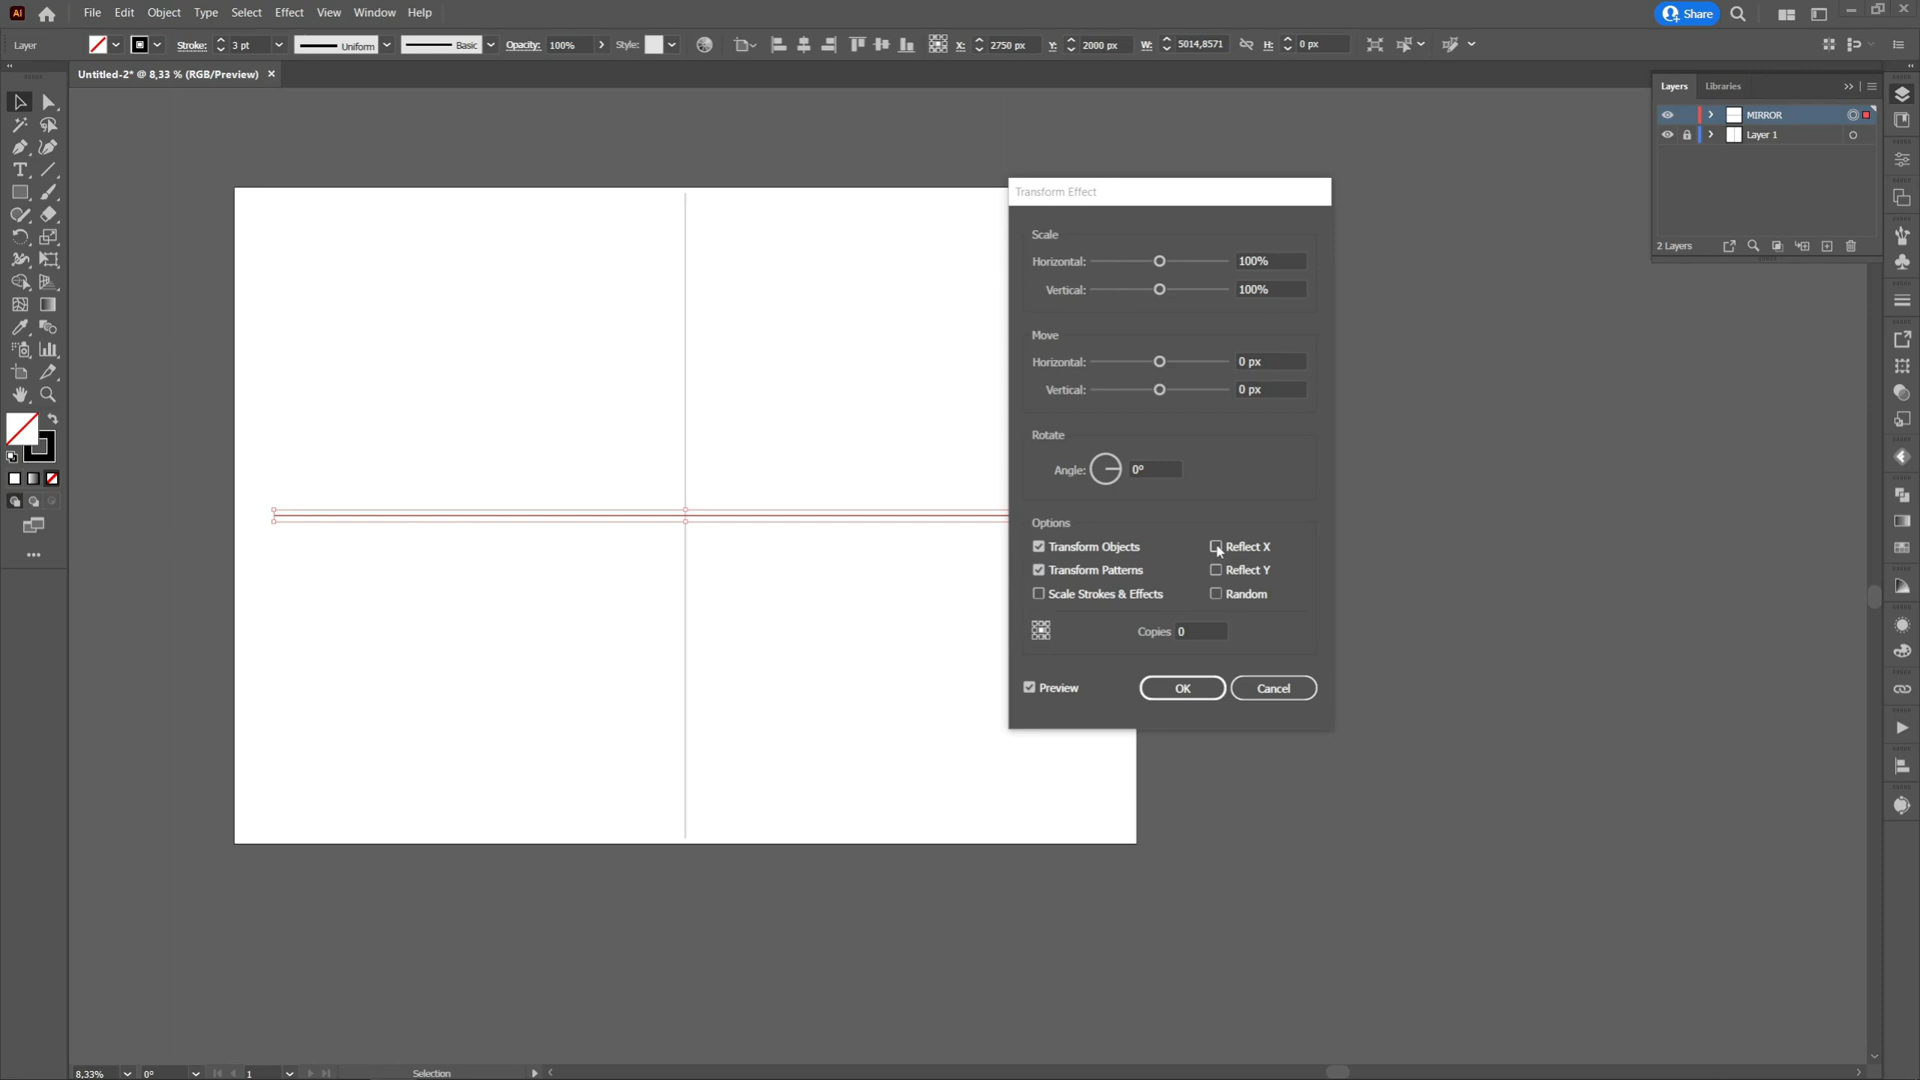 Ai File Edit Object Type Select Effect View Window Help Share
Layer Stroke: 3 pt Uniform Basic Opacity: 100% Style: X: 2750 px Y: 2000 px W: 5014,8571 H: 0 px
Untitled-2* @ 8,33 % (RGB/Preview) ×
Layers Libraries
MIRROR
Layer 1
2 Layers
Transform Effect
Scale
Horizontal: 100%
Vertical: 100%
Move
Horizontal: 0 px
Vertical: 0 px
Rotate
Angle: 0°
Options
Transform Objects Reflect X
Transform Patterns Reflect Y
Scale Strokes & Effects Random
Copies 0
Preview OK Cancel
8,33% 0° 1 Selection